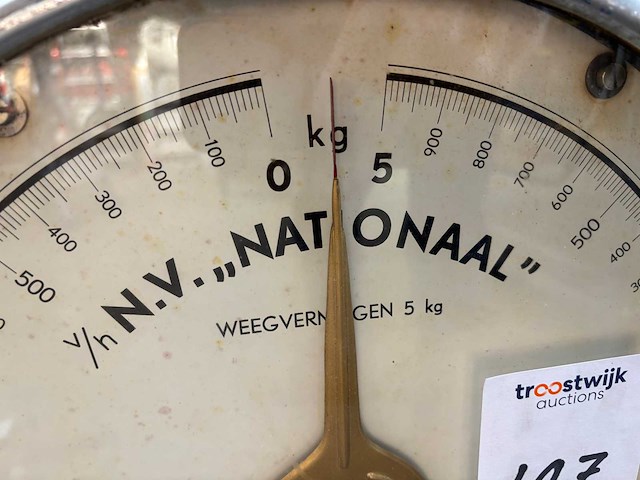 kg
0 5
100 200 300 400 500
900 800 700 600 500 400
v/h N.V. „NATIONAAL”
WEEGVERMOGEN 5 kg
troostwijk
auctions